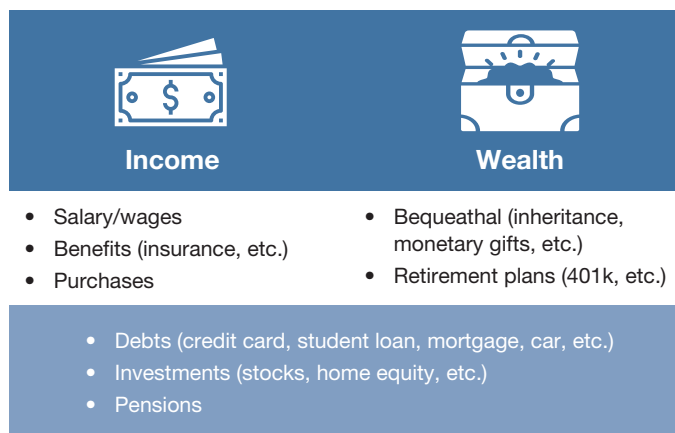 $
Income
Wealth
• Salary/wages
• Benefits (insurance, etc.)
• Purchases
• Bequeathal (inheritance,
monetary gifts, etc.)
• Retirement plans (401k, etc.)
• Debts (credit card, student loan, mortgage, car, etc.)
• Investments (stocks, home equity, etc.)
• Pensions